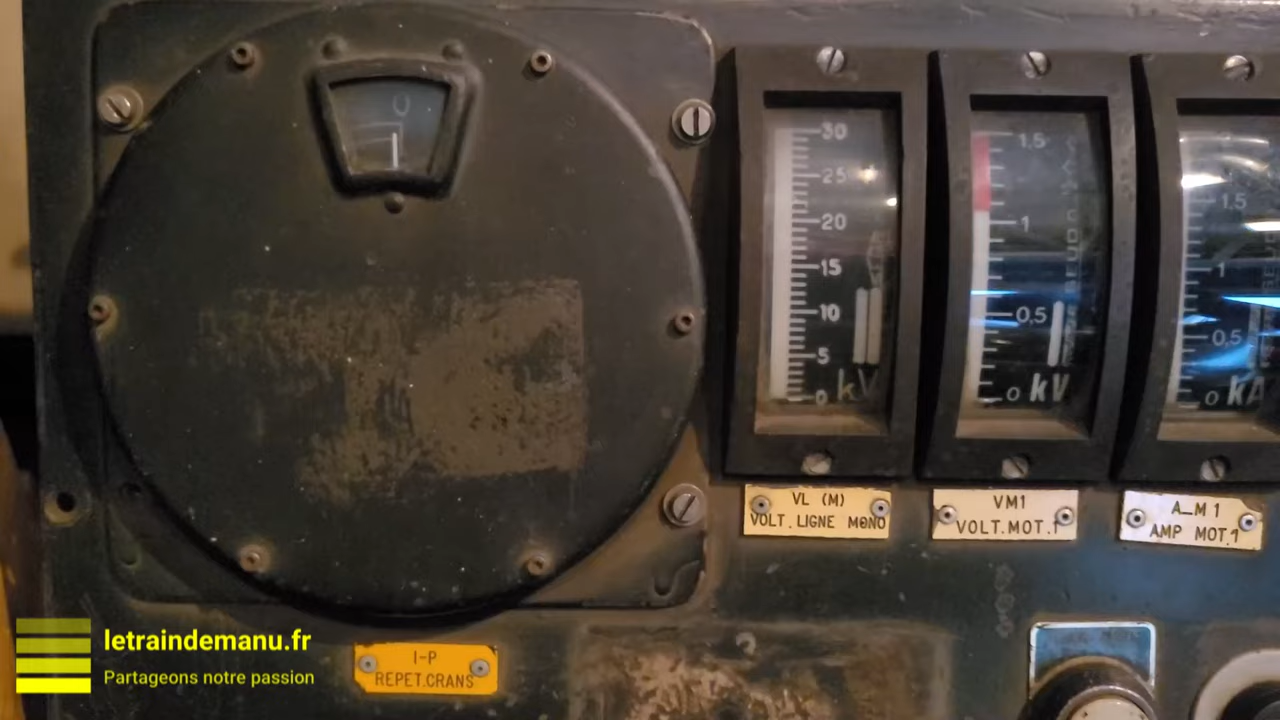 0
30
25
20
15
10
5
0
kV
1.5
1
0,5
0 kV
1.5
1
0,5
0 kA
VL (M)
VOLT. LIGNE MONO
VM1
VOLT.MOT.1
A_M 1
AMP MOT.1
I-P
REPET.CRANS
letraindemanu.fr
Partageons notre passion